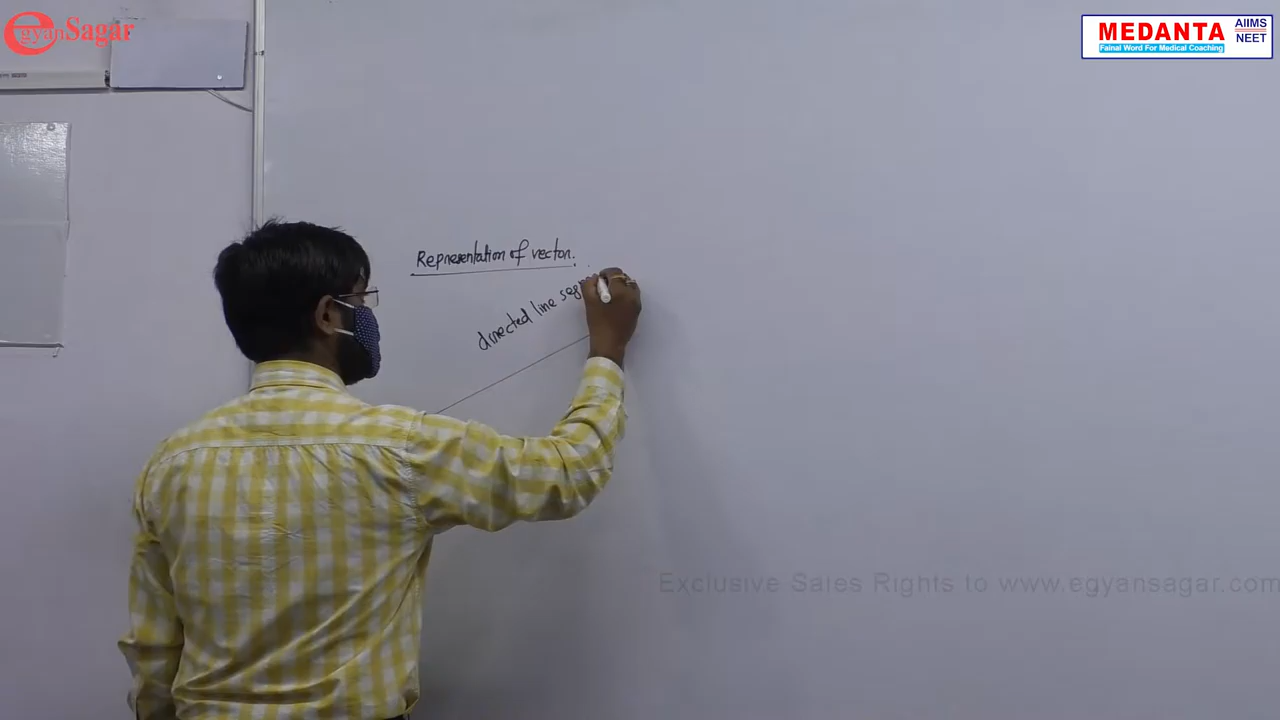 egyanSagar
MEDANTA
AIIMS
NEET
Fainal Word For Medical Coaching
Representation of vector.
directed line seg
Exclusive Sales Rights to www.egyansagar.com